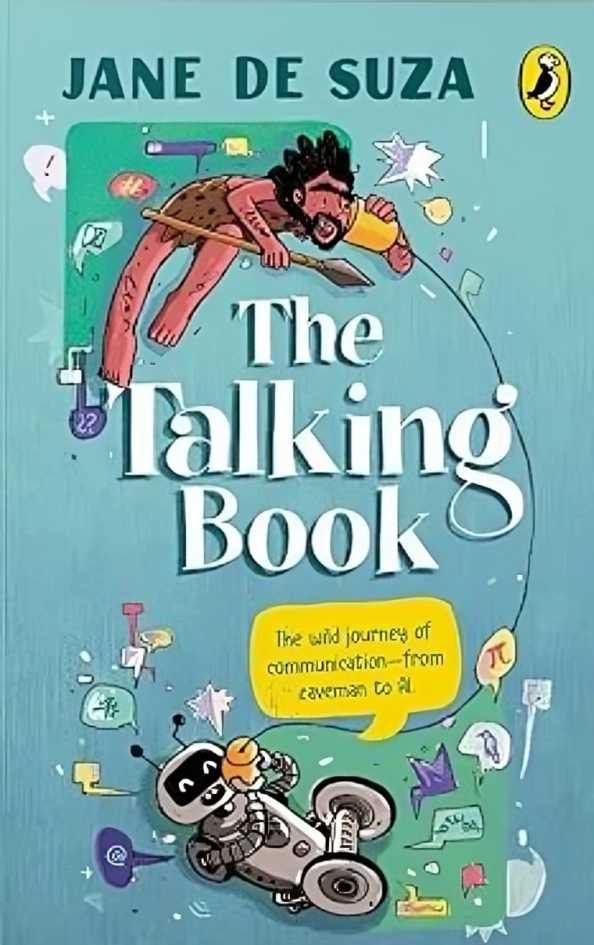 JANE DE SUZA
!
The
Talking
Book
??
The wild journey of
communication—from
caveman to AI.
π
@